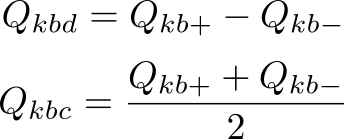 Q_{kbd} = Q_{kb+} - Q_{kb-}
Q_{kbc} = \frac{Q_{kb+} + Q_{kb-}}{2}